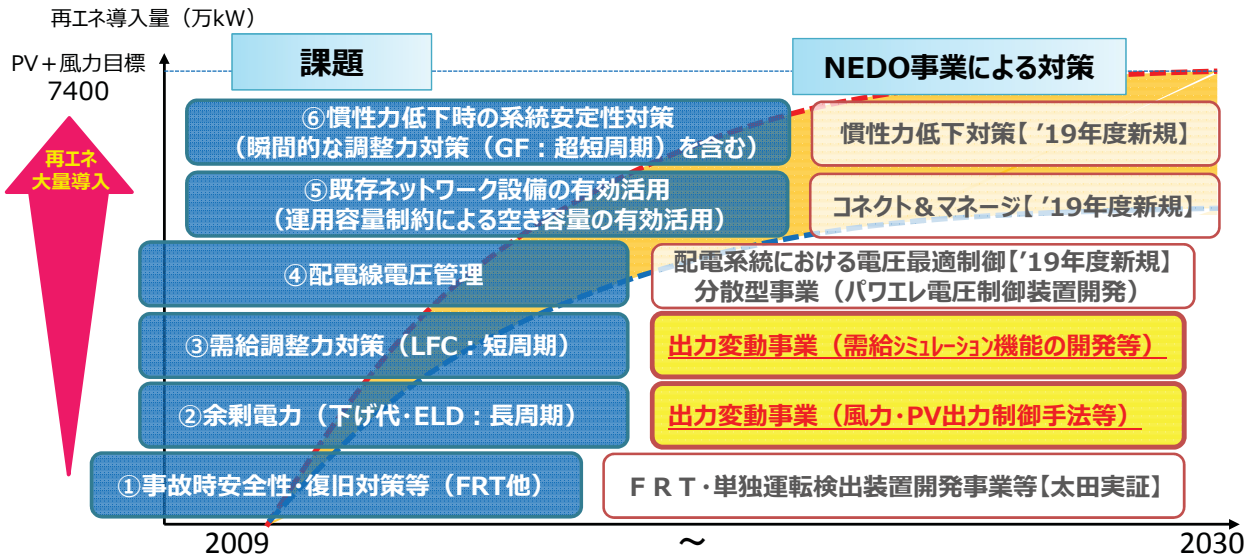 再エネ導入量（万kW）
PV＋風力目標
7400
課題
NEDO事業による対策
再エネ
大量導入
⑥慣性力低下時の系統安定性対策
（瞬間的な調整力対策（GF：超短周期）を含む）
慣性力低下対策【 ’19年度新規】
⑤既存ネットワーク設備の有効活用
（運用容量制約による空き容量の有効活用）
コネクト＆マネージ【 ’19年度新規】
④配電線電圧管理
配電系統における電圧最適制御【’19年度新規】
分散型事業（パワエレ電圧制御装置開発）
③需給調整力対策（LFC：短周期）
出力変動事業（需給ｼﾐｭﾚｰｼｮﾝ機能の開発等）
②余剰電力（下げ代・ELD：長周期）
出力変動事業（風力・PV出力制御手法等）
①事故時安全性・復旧対策等（FRT他）
ＦＲＴ・単独運転検出装置開発事業等【太田実証】
2009
～
2030